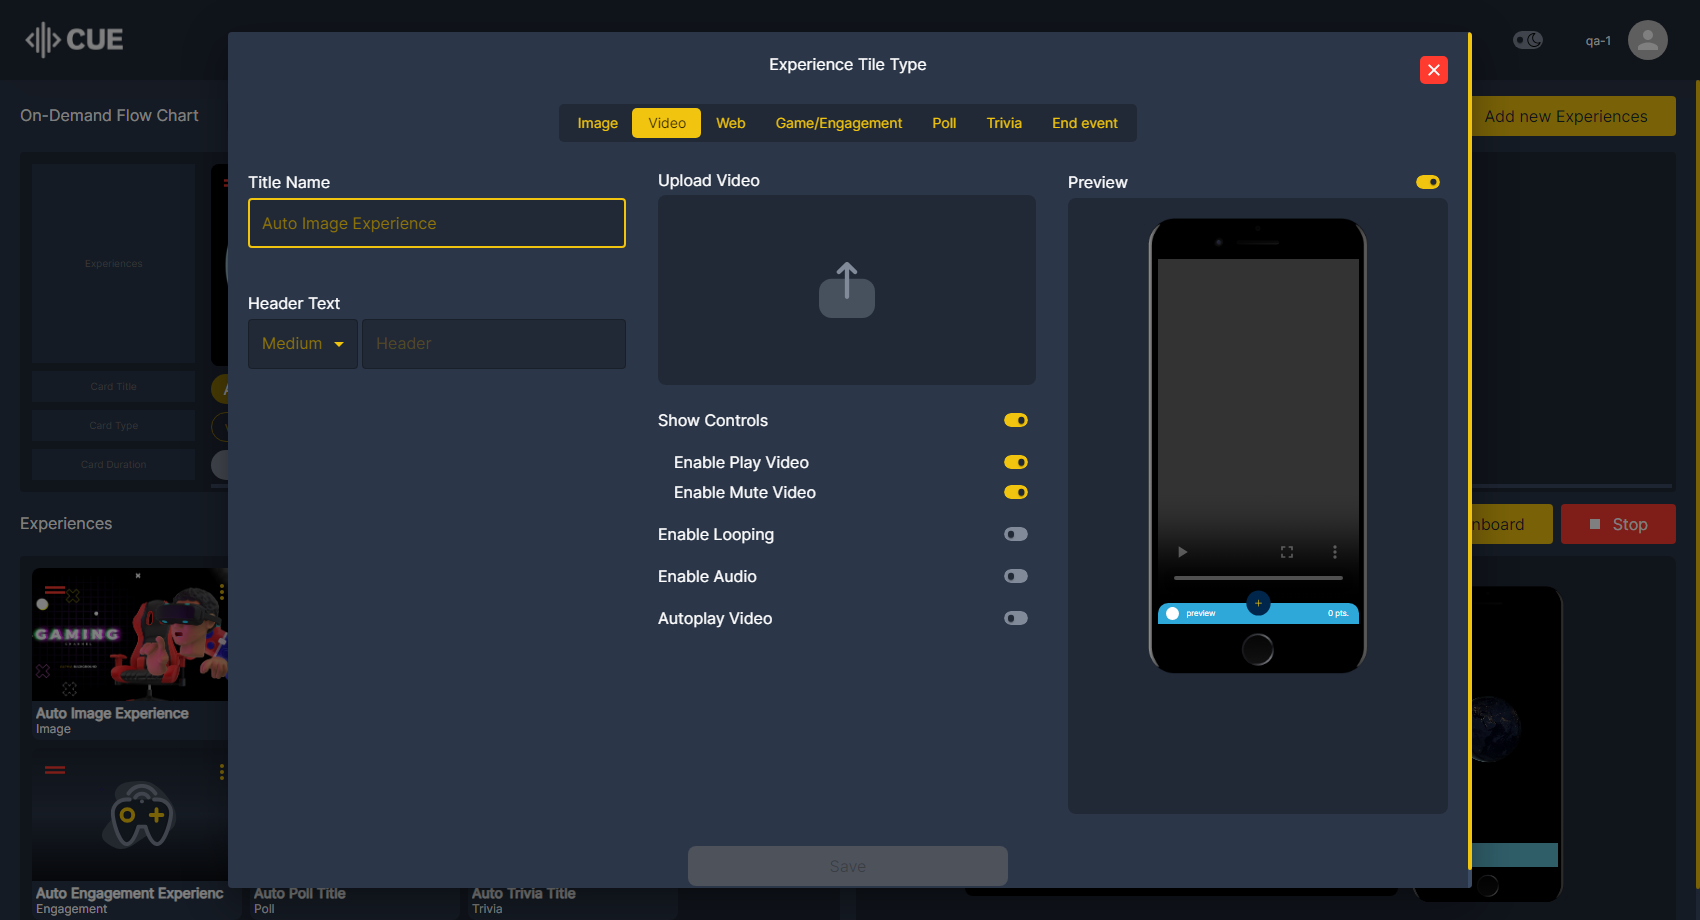 CUE
qa-1
Experience Tile Type
Image
Video
Web
Game/Engagement
Poll
Trivia
End event
On-Demand Flow Chart
Add new Experiences
Title Name
Auto Image Experience
Header Text
Medium
Header
Upload Video
Show Controls
Enable Play Video
Enable Mute Video
Enable Looping
Enable Audio
Autoplay Video
Preview
preview
0 pts.
Save
Experiences
Card Title
Card Type
Card Duration
Experiences
Stop
GAMING
Auto Image Experience
Image
Auto Engagement Experienc
Engagement
Auto Poll Title
Poll
Auto Trivia Title
Trivia